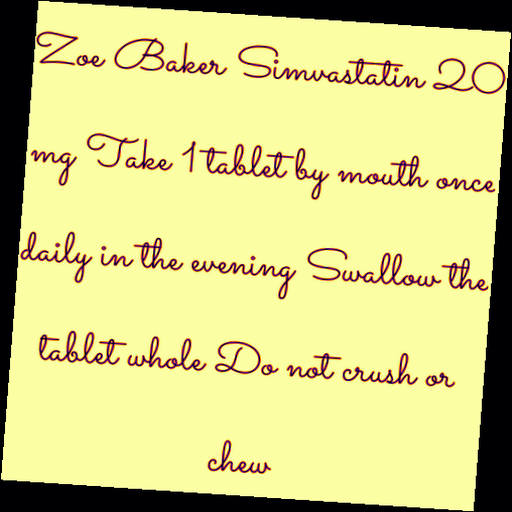 Zoe Baker Simvastatin 20
mg Take 1 tablet by mouth once
daily in the evening Swallow the
tablet whole Do not crush or
chew